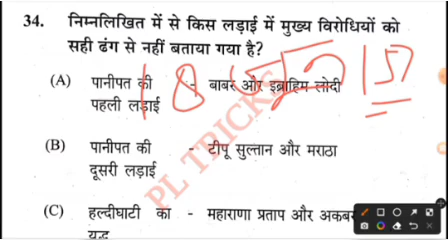 34. निम्नलिखित में से किस लड़ाई में मुख्य विरोधियों को
सही ढंग से नहीं बताया गया है?
(A) पानीपत की - बाबर और इब्राहिम लोदी
पहली लड़ाई
(B) पानीपत की - टीपू सुल्तान और मराठा
दूसरी लड़ाई
(C) हल्दीघाटी का - महाराणा प्रताप और अकबर
युद्ध
PL TRICKS